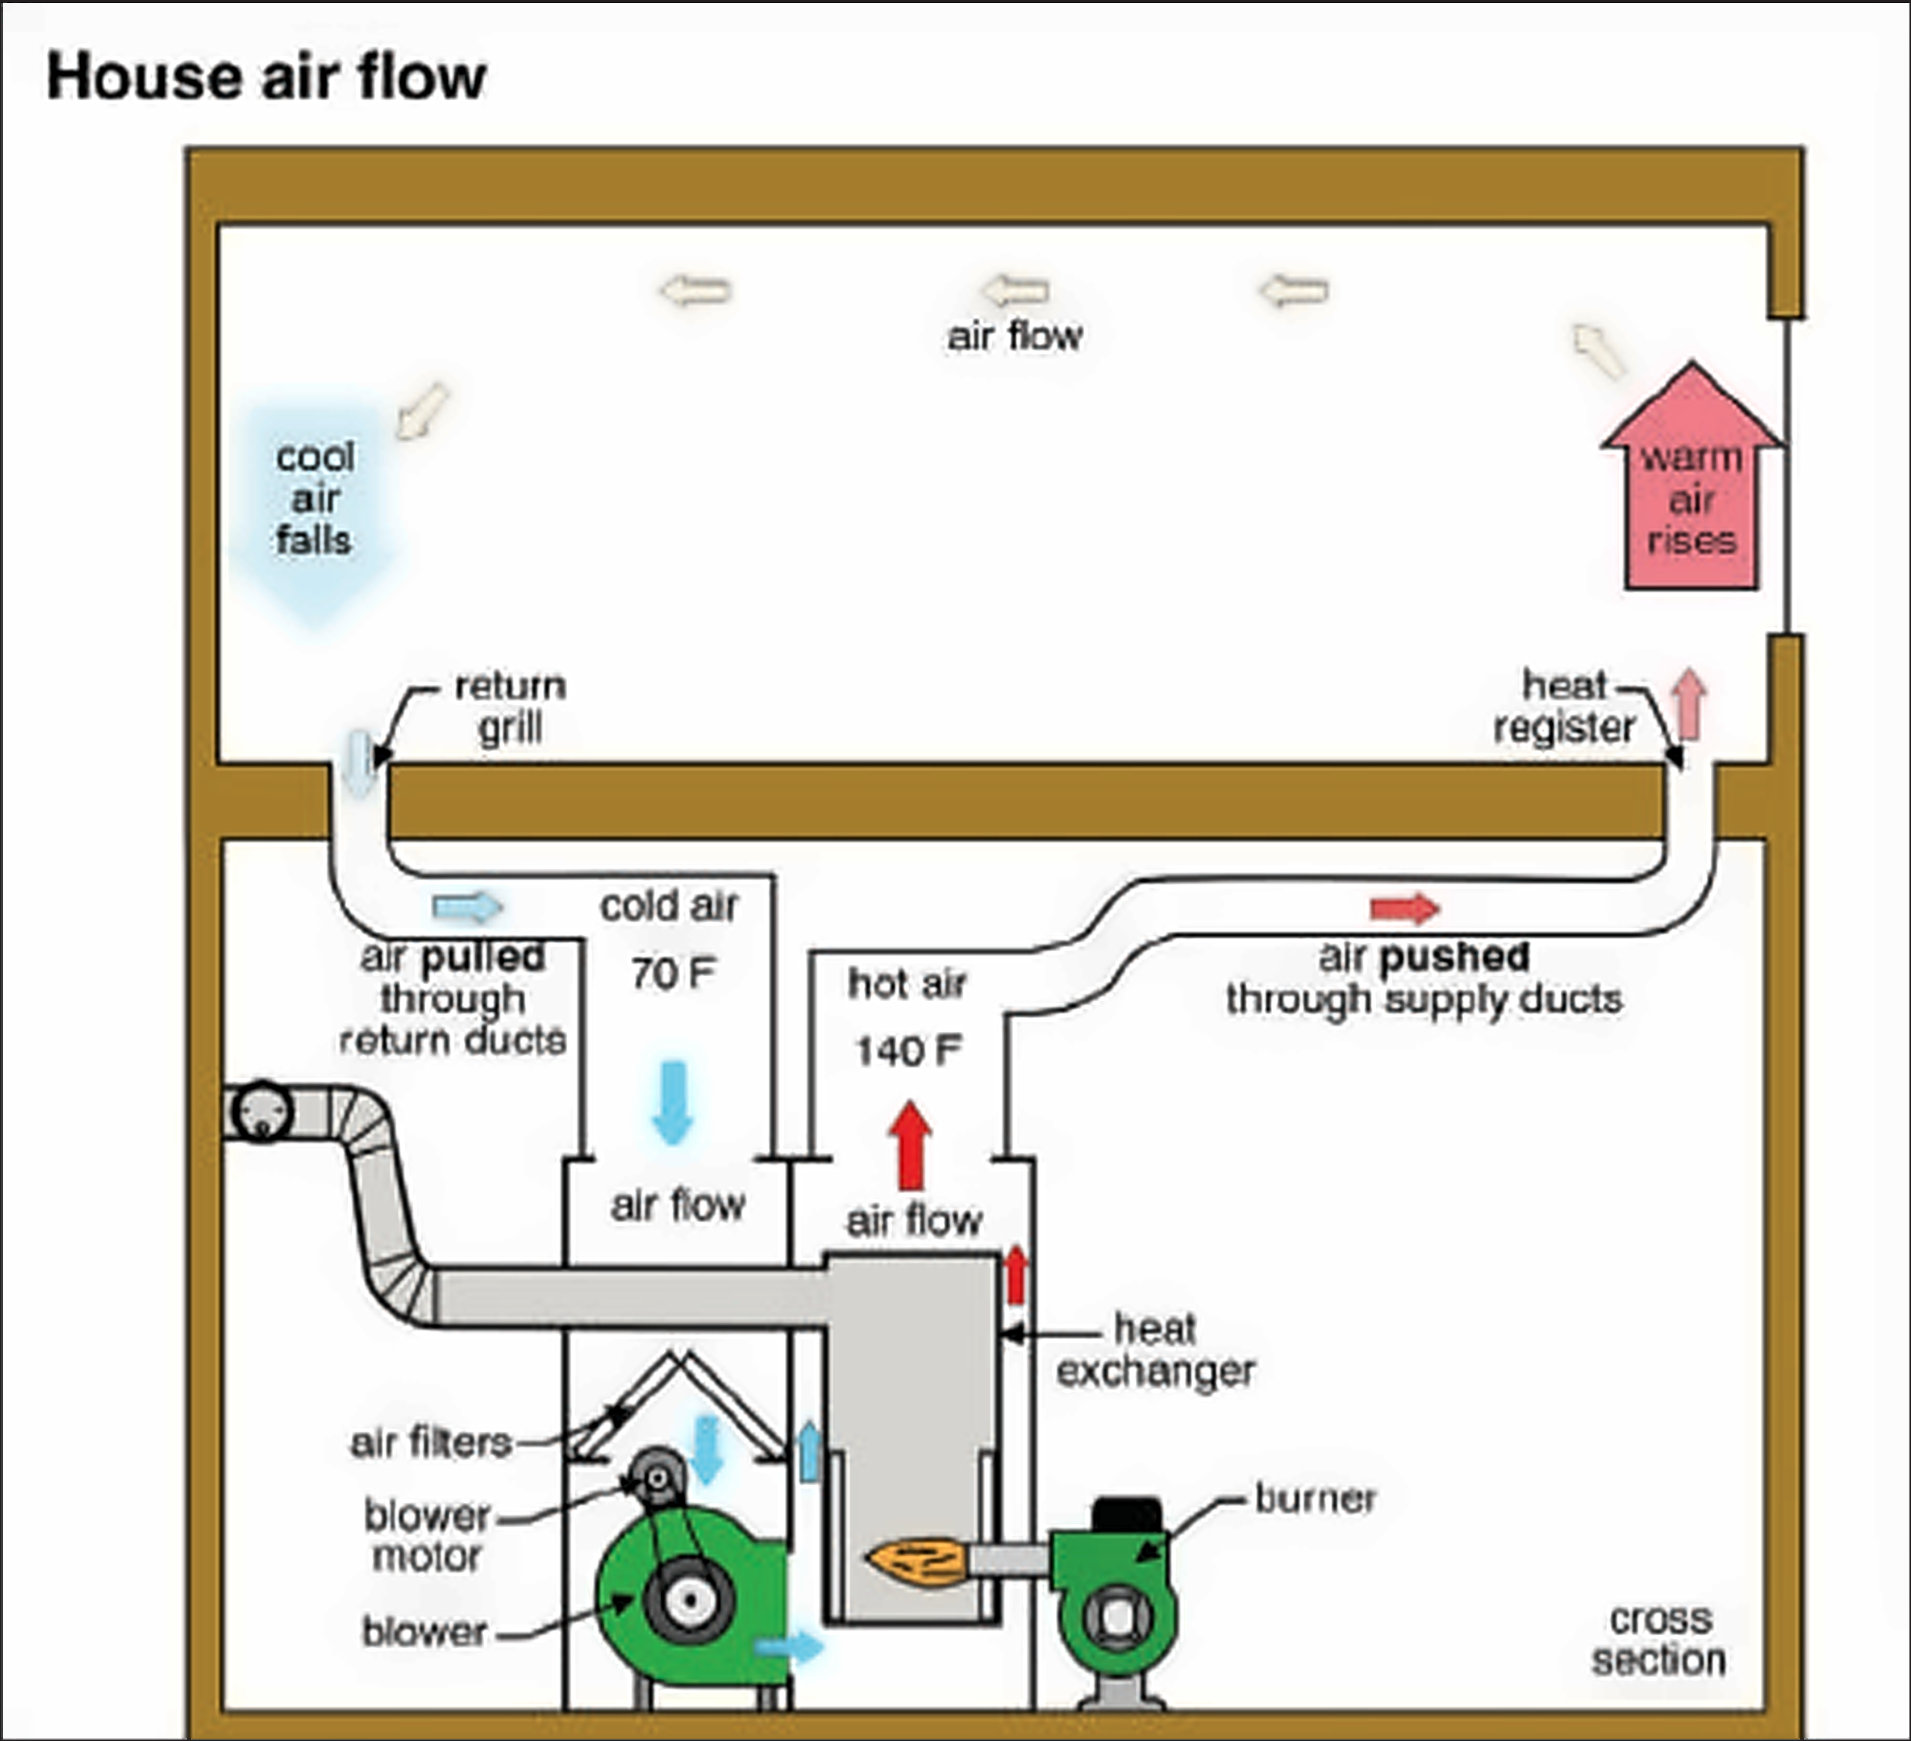 House air flow
air flow
cool
air
falls
warm
air
rises
return
grill
heat
register
cold air
70 F
air pulled
through
return ducts
hot air
140 F
air pushed
through supply ducts
air flow
air flow
heat
exchanger
air filters
blower
motor
blower
burner
cross
section